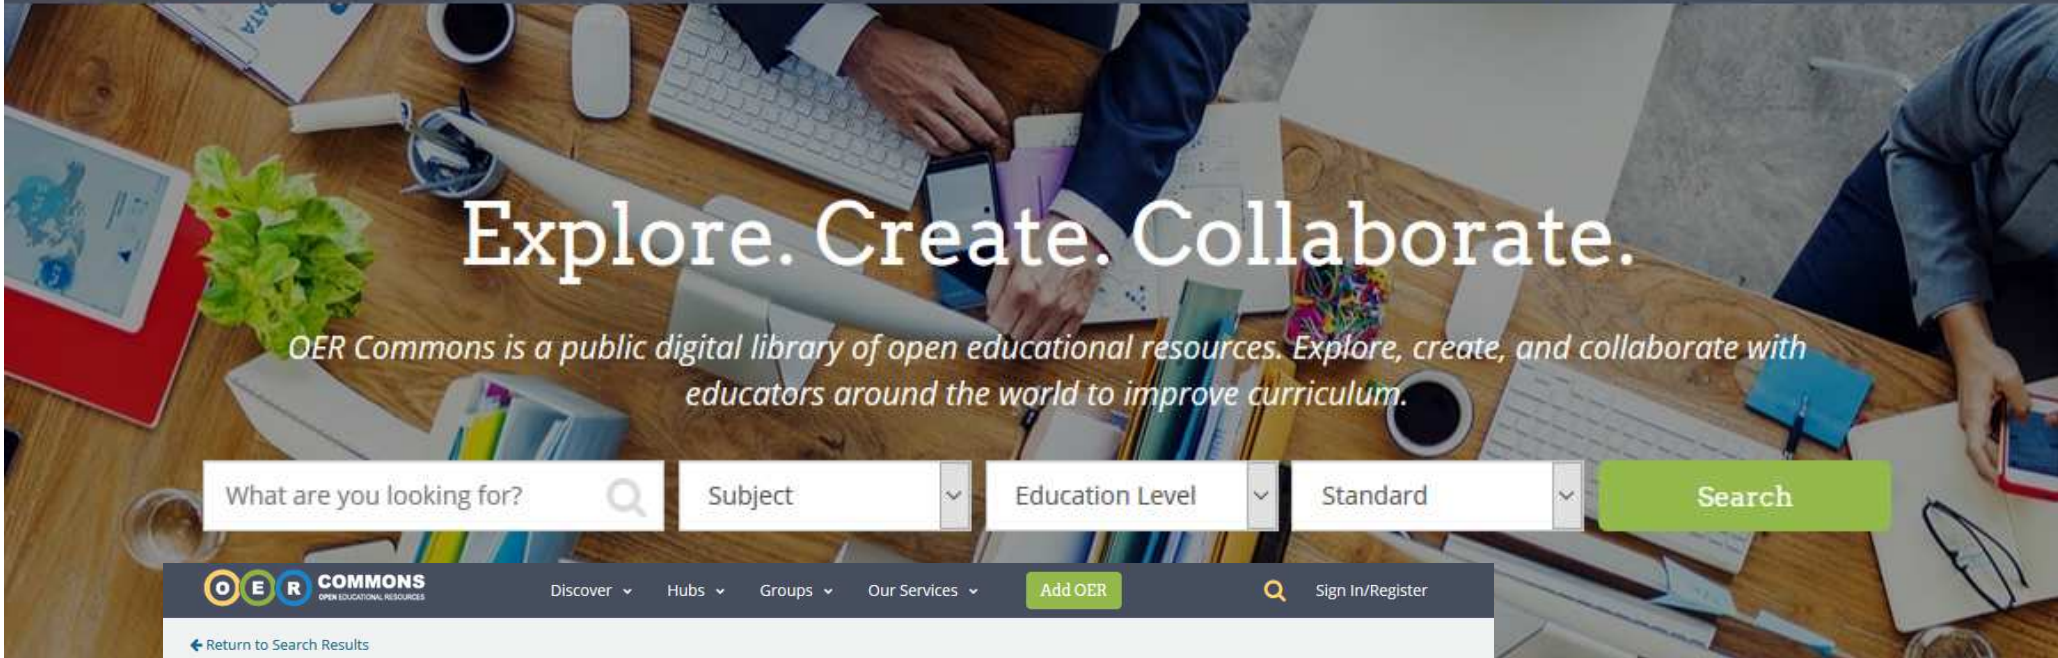 DATA
Explore. Create. Collaborate.
OER Commons is a public digital library of open educational resources. Explore, create, and collaborate with
educators around the world to improve curriculum.
What are you looking for? Subject Education Level Standard Search
OER COMMONS Discover Hubs Groups Our Services Add OER Sign In/Register
OPEN EDUCATIONAL RESOURCES
Return to Search Results